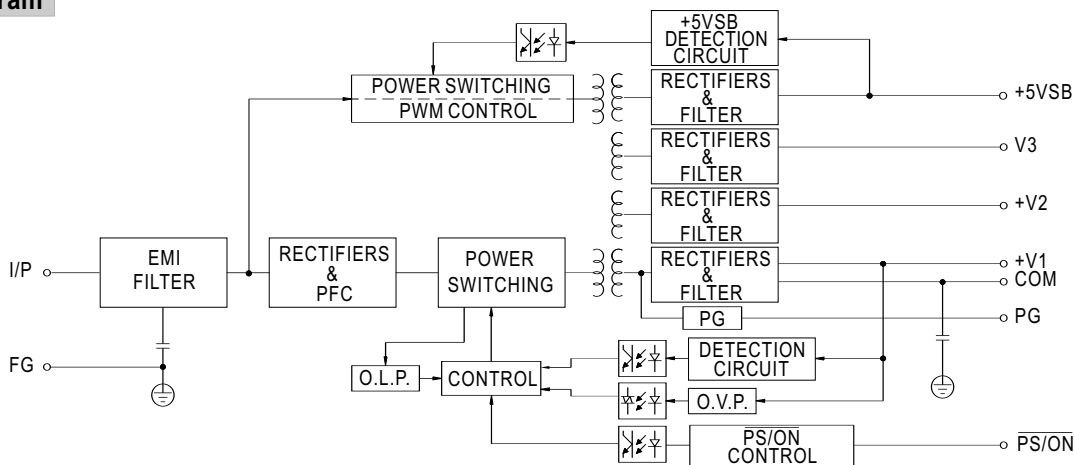 +5VSB
DETECTION
CIRCUIT
POWER SWITCHING
PWM CONTROL
RECTIFIERS
&
FILTER
+5VSB
RECTIFIERS
&
FILTER
V3
RECTIFIERS
&
FILTER
+V2
I/P
EMI
FILTER
RECTIFIERS
&
PFC
POWER
SWITCHING
RECTIFIERS
&
FILTER
+V1
COM
PG
PG
FG
O.L.P.
CONTROL
DETECTION
CIRCUIT
O.V.P.
PS/ON
CONTROL
PS/ON